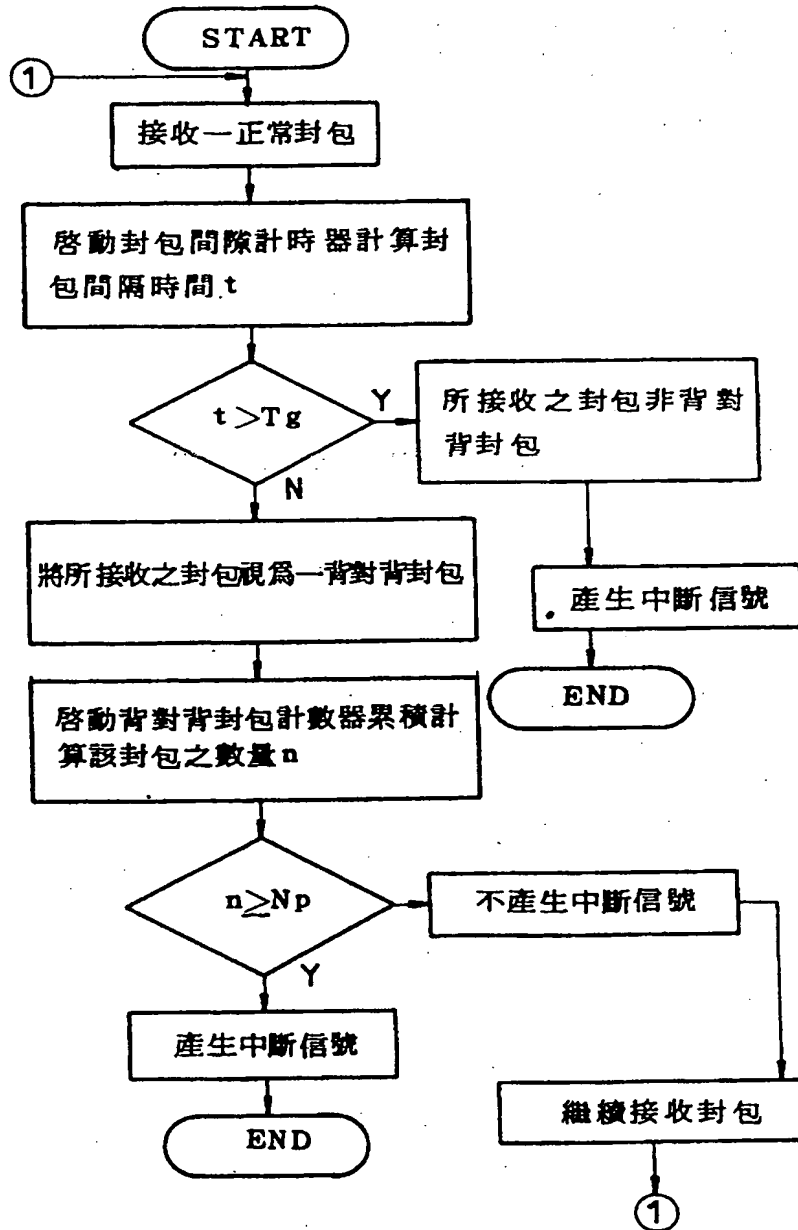 START
①
接收一正常封包
啓動封包間隙計時器計算封
包間隔時間 t
t>Tg
Y
所接收之封包非背對
背封包
N
將所接收之封包視爲一背對背封包
產生中斷信號
END
啓動背對背封包計數器累積計
算該封包之數量n
n≥Np
不產生中斷信號
Y
產生中斷信號
END
繼續接收封包
①